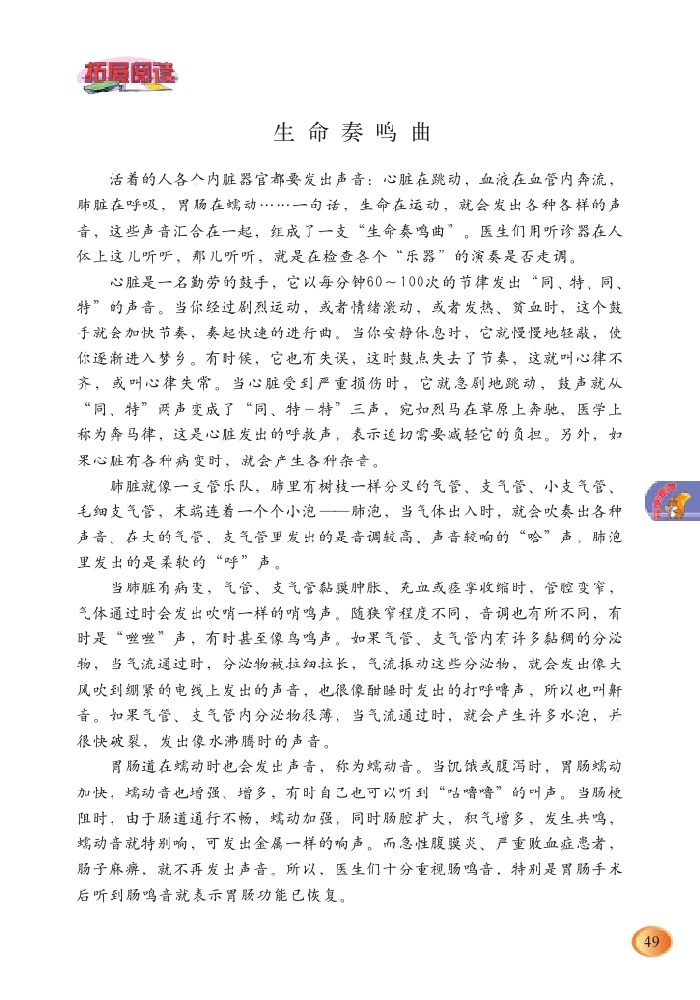 拓展阅读
生命奏鸣曲
活着的人各个内脏器官都要发出声音：心脏在跳动，血液在血管内奔流，
肺脏在呼吸，胃肠在蠕动……一句话，生命在运动，就会发出各种各样的声
音，这些声音汇合在一起，组成了一支“生命奏鸣曲”。医生们用听诊器在人
体上这儿听听，那儿听听，就是在检查各个“乐器”的演奏是否走调。
心脏是一名勤劳的鼓手，它以每分钟60～100次的节律发出“同、特、同、
特”的声音。当你经过剧烈运动，或者情绪激动，或者发热、贫血时，这个鼓
手就会加快节奏，奏起快速的进行曲。当你安静休息时，它就慢慢地轻敲，使
你逐渐进入梦乡。有时候，它也有失误，这时鼓点失去了节奏，这就叫心律不
齐，或叫心律失常。当心脏受到严重损伤时，它就急剧地跳动，鼓声就从
“同、特”两声变成了“同、特－特”三声，宛如烈马在草原上奔驰，医学上
称为奔马律，这是心脏发出的呼救声，表示迫切需要减轻它的负担。另外，如
果心脏有各种病变时，就会产生各种杂音。
肺脏就像一支管乐队，肺里有树枝一样分叉的气管、支气管、小支气管、
毛细支气管，末端连着一个个小泡——肺泡，当气体出入时，就会吹奏出各种
声音。在大的气管、支气管里发出的是音调较高、声音较响的“哈”声。肺泡
里发出的是柔软的“呼”声。
当肺脏有病变，气管、支气管黏膜肿胀、充血或痉挛收缩时，管腔变窄，
气体通过时会发出吹哨一样的哨鸣声。随狭窄程度不同，音调也有所不同，有
时是“咝咝”声，有时甚至像鸟鸣声。如果气管、支气管内有许多黏稠的分泌
物，当气流通过时，分泌物被拉细拉长，气流振动这些分泌物，就会发出像大
风吹到绷紧的电线上发出的声音，也很像酣睡时发出的打呼噜声，所以也叫鼾
音。如果气管、支气管内分泌物很薄，当气流通过时，就会产生许多水泡，并
很快破裂，发出像水沸腾时的声音。
胃肠道在蠕动时也会发出声音，称为蠕动音。当饥饿或腹泻时，胃肠蠕动
加快，蠕动音也增强、增多，有时自己也可以听到“咕噜噜”的叫声。当肠梗
阻时，由于肠道通行不畅，蠕动加强，同时肠腔扩大，积气增多，发生共鸣，
蠕动音就特别响，可发出金属一样的响声。而急性腹膜炎、严重败血症患者，
肠子麻痹，就不再发出声音。所以，医生们十分重视肠鸣音，特别是胃肠手术
后听到肠鸣音就表示胃肠功能已恢复。
49